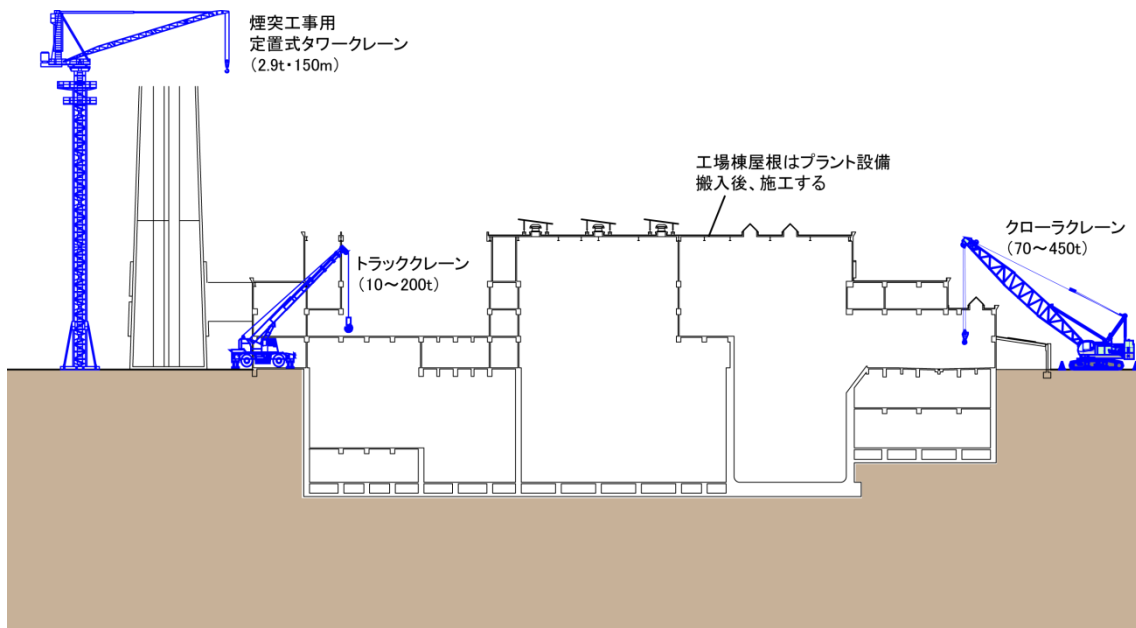 煙突工事用
定置式タワークレーン
(2.9t・150m)
工場棟屋根はプラント設備
搬入後、施工する
クローラクレーン
(70～450t)
トラッククレーン
(10～200t)